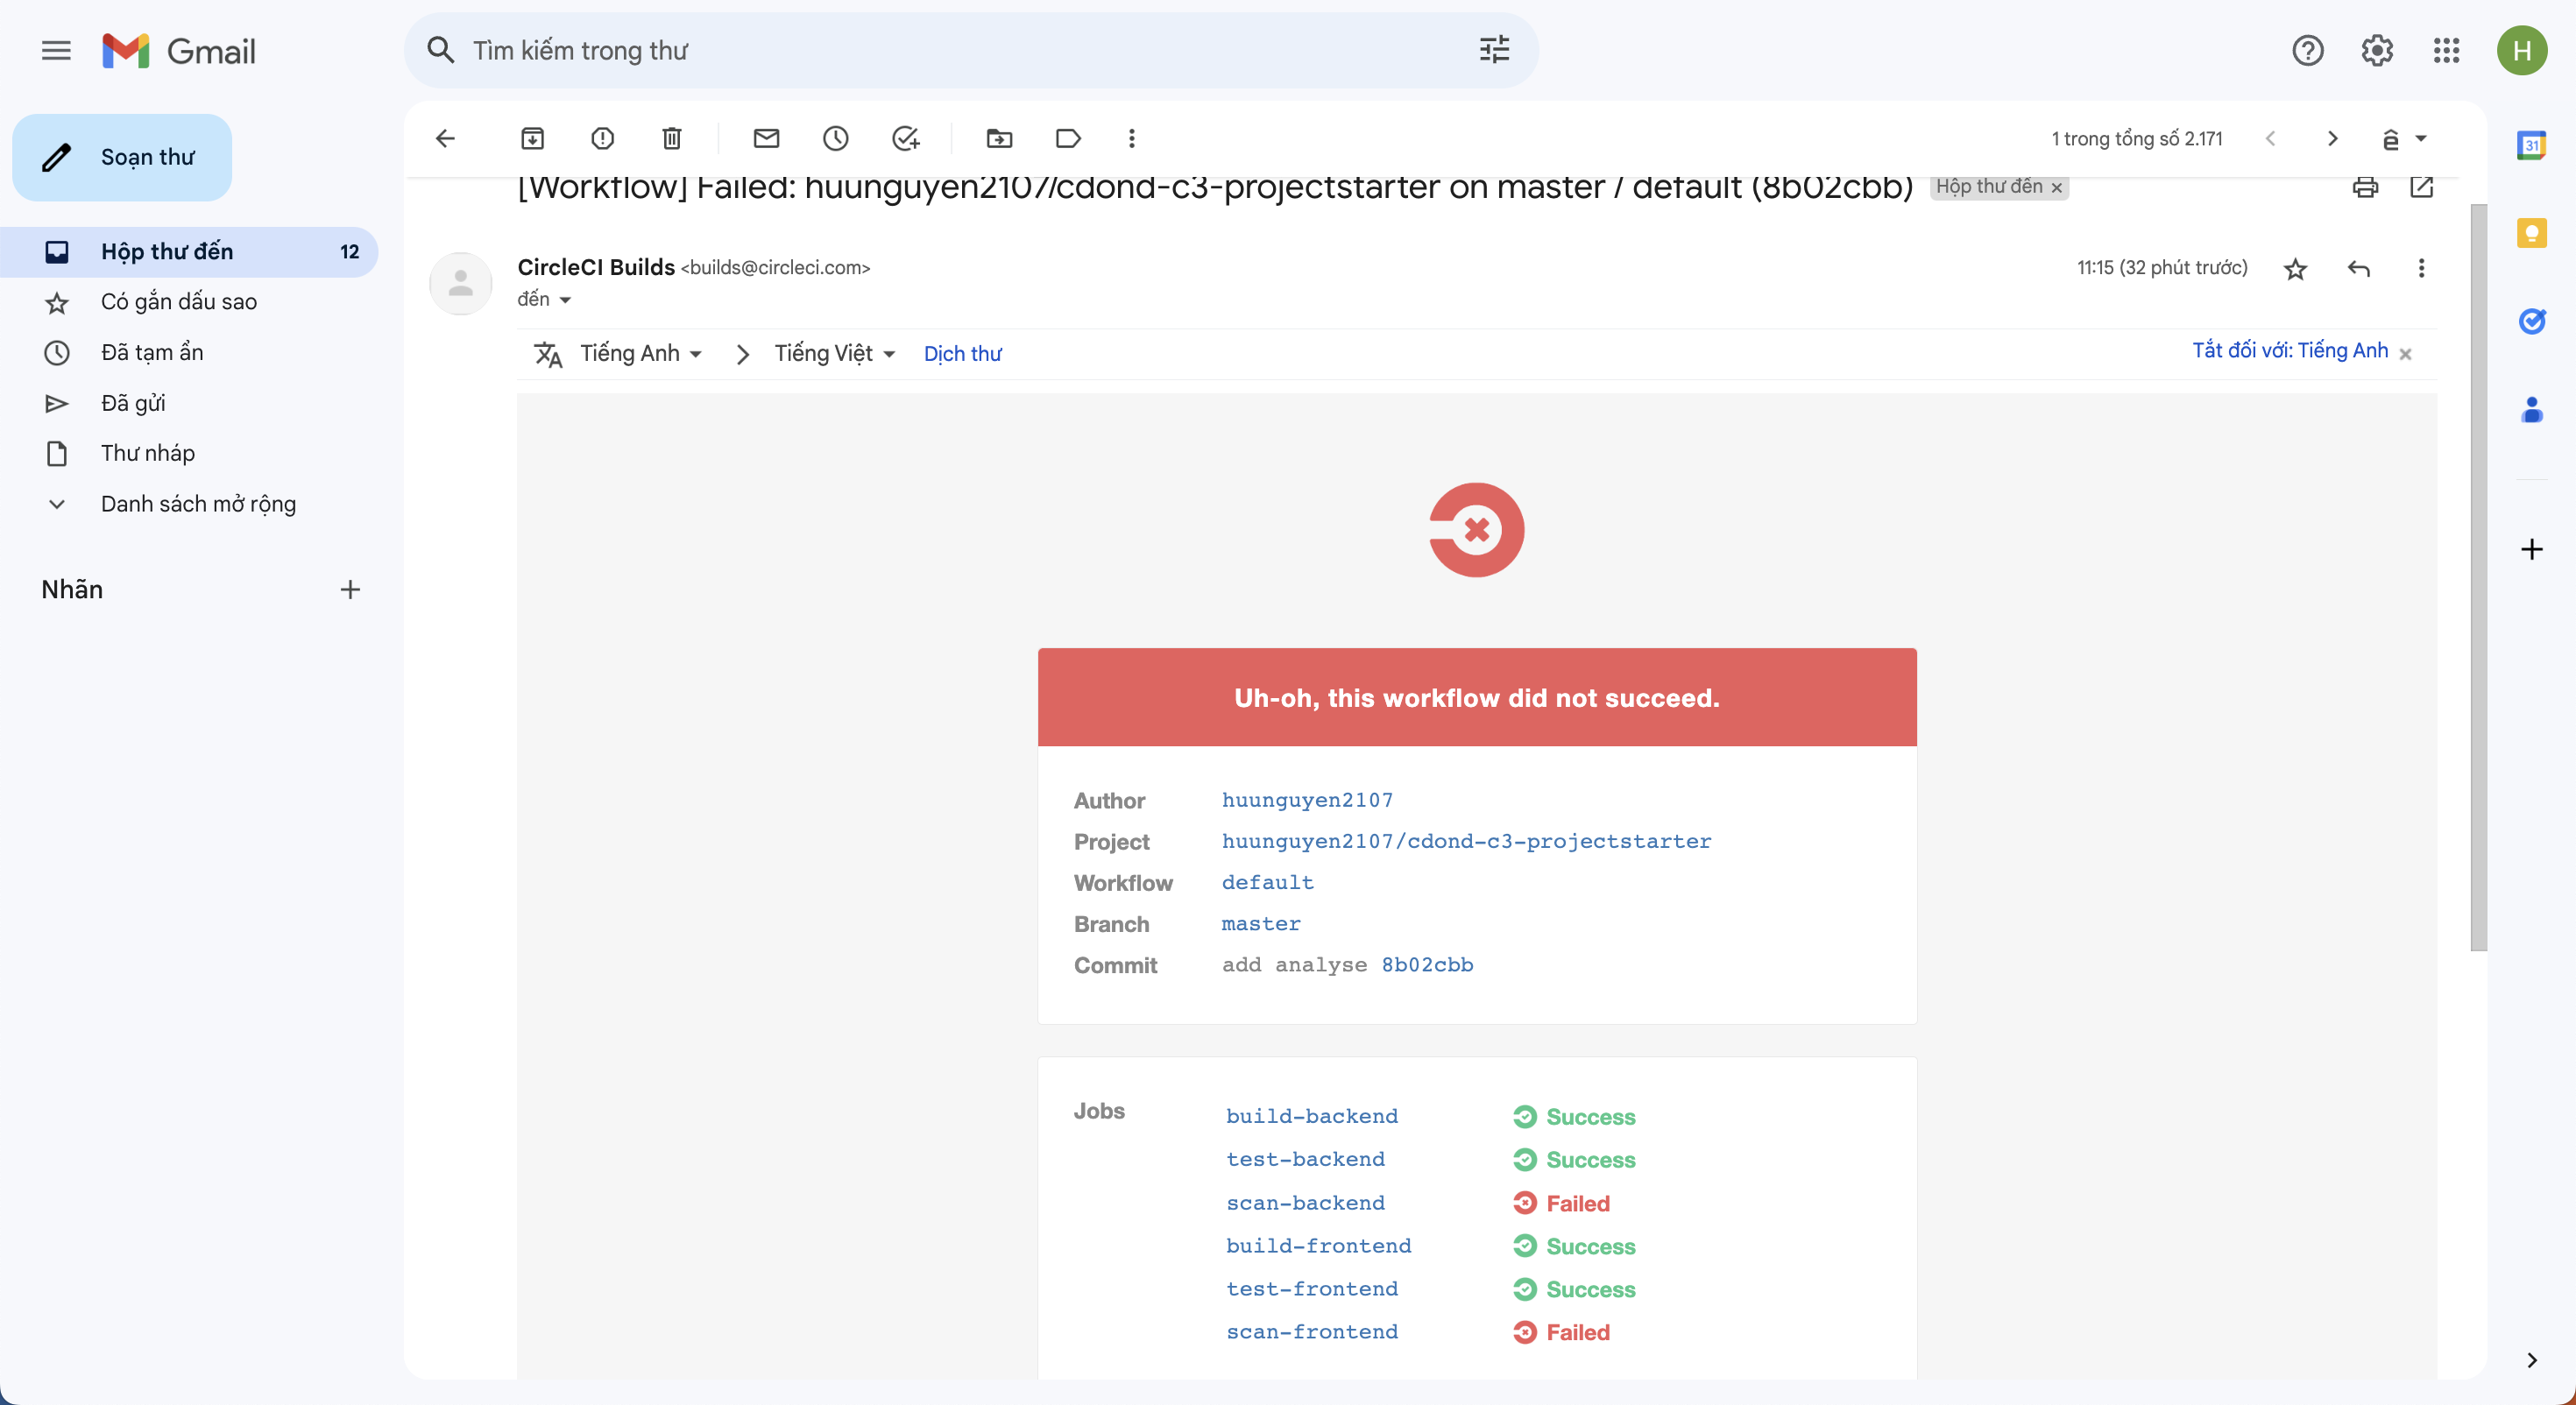 Gmail
Tìm kiếm trong thư
H
Soạn thư
1 trong tổng số 2.171
ê
31
[Workflow] Failed: huunguyen2107/cdond-c3-projectstarter on master / default (8b02cbb)
Hộp thư đến ×
Hộp thư đến 12
CircleCI Builds <builds@circleci.com>
11:15 (32 phút trước)
đến
Có gắn dấu sao
Đã tạm ẩn
Tiếng Anh
Tiếng Việt
Dịch thư
Tắt đối với: Tiếng Anh ×
Đã gửi
Thư nháp
Danh sách mở rộng
Nhãn
Uh-oh, this workflow did not succeed.
Author huunguyen2107
Project huunguyen2107/cdond-c3-projectstarter
Workflow default
Branch master
Commit add analyse 8b02cbb
Jobs
build-backend Success
test-backend Success
scan-backend Failed
build-frontend Success
test-frontend Success
scan-frontend Failed